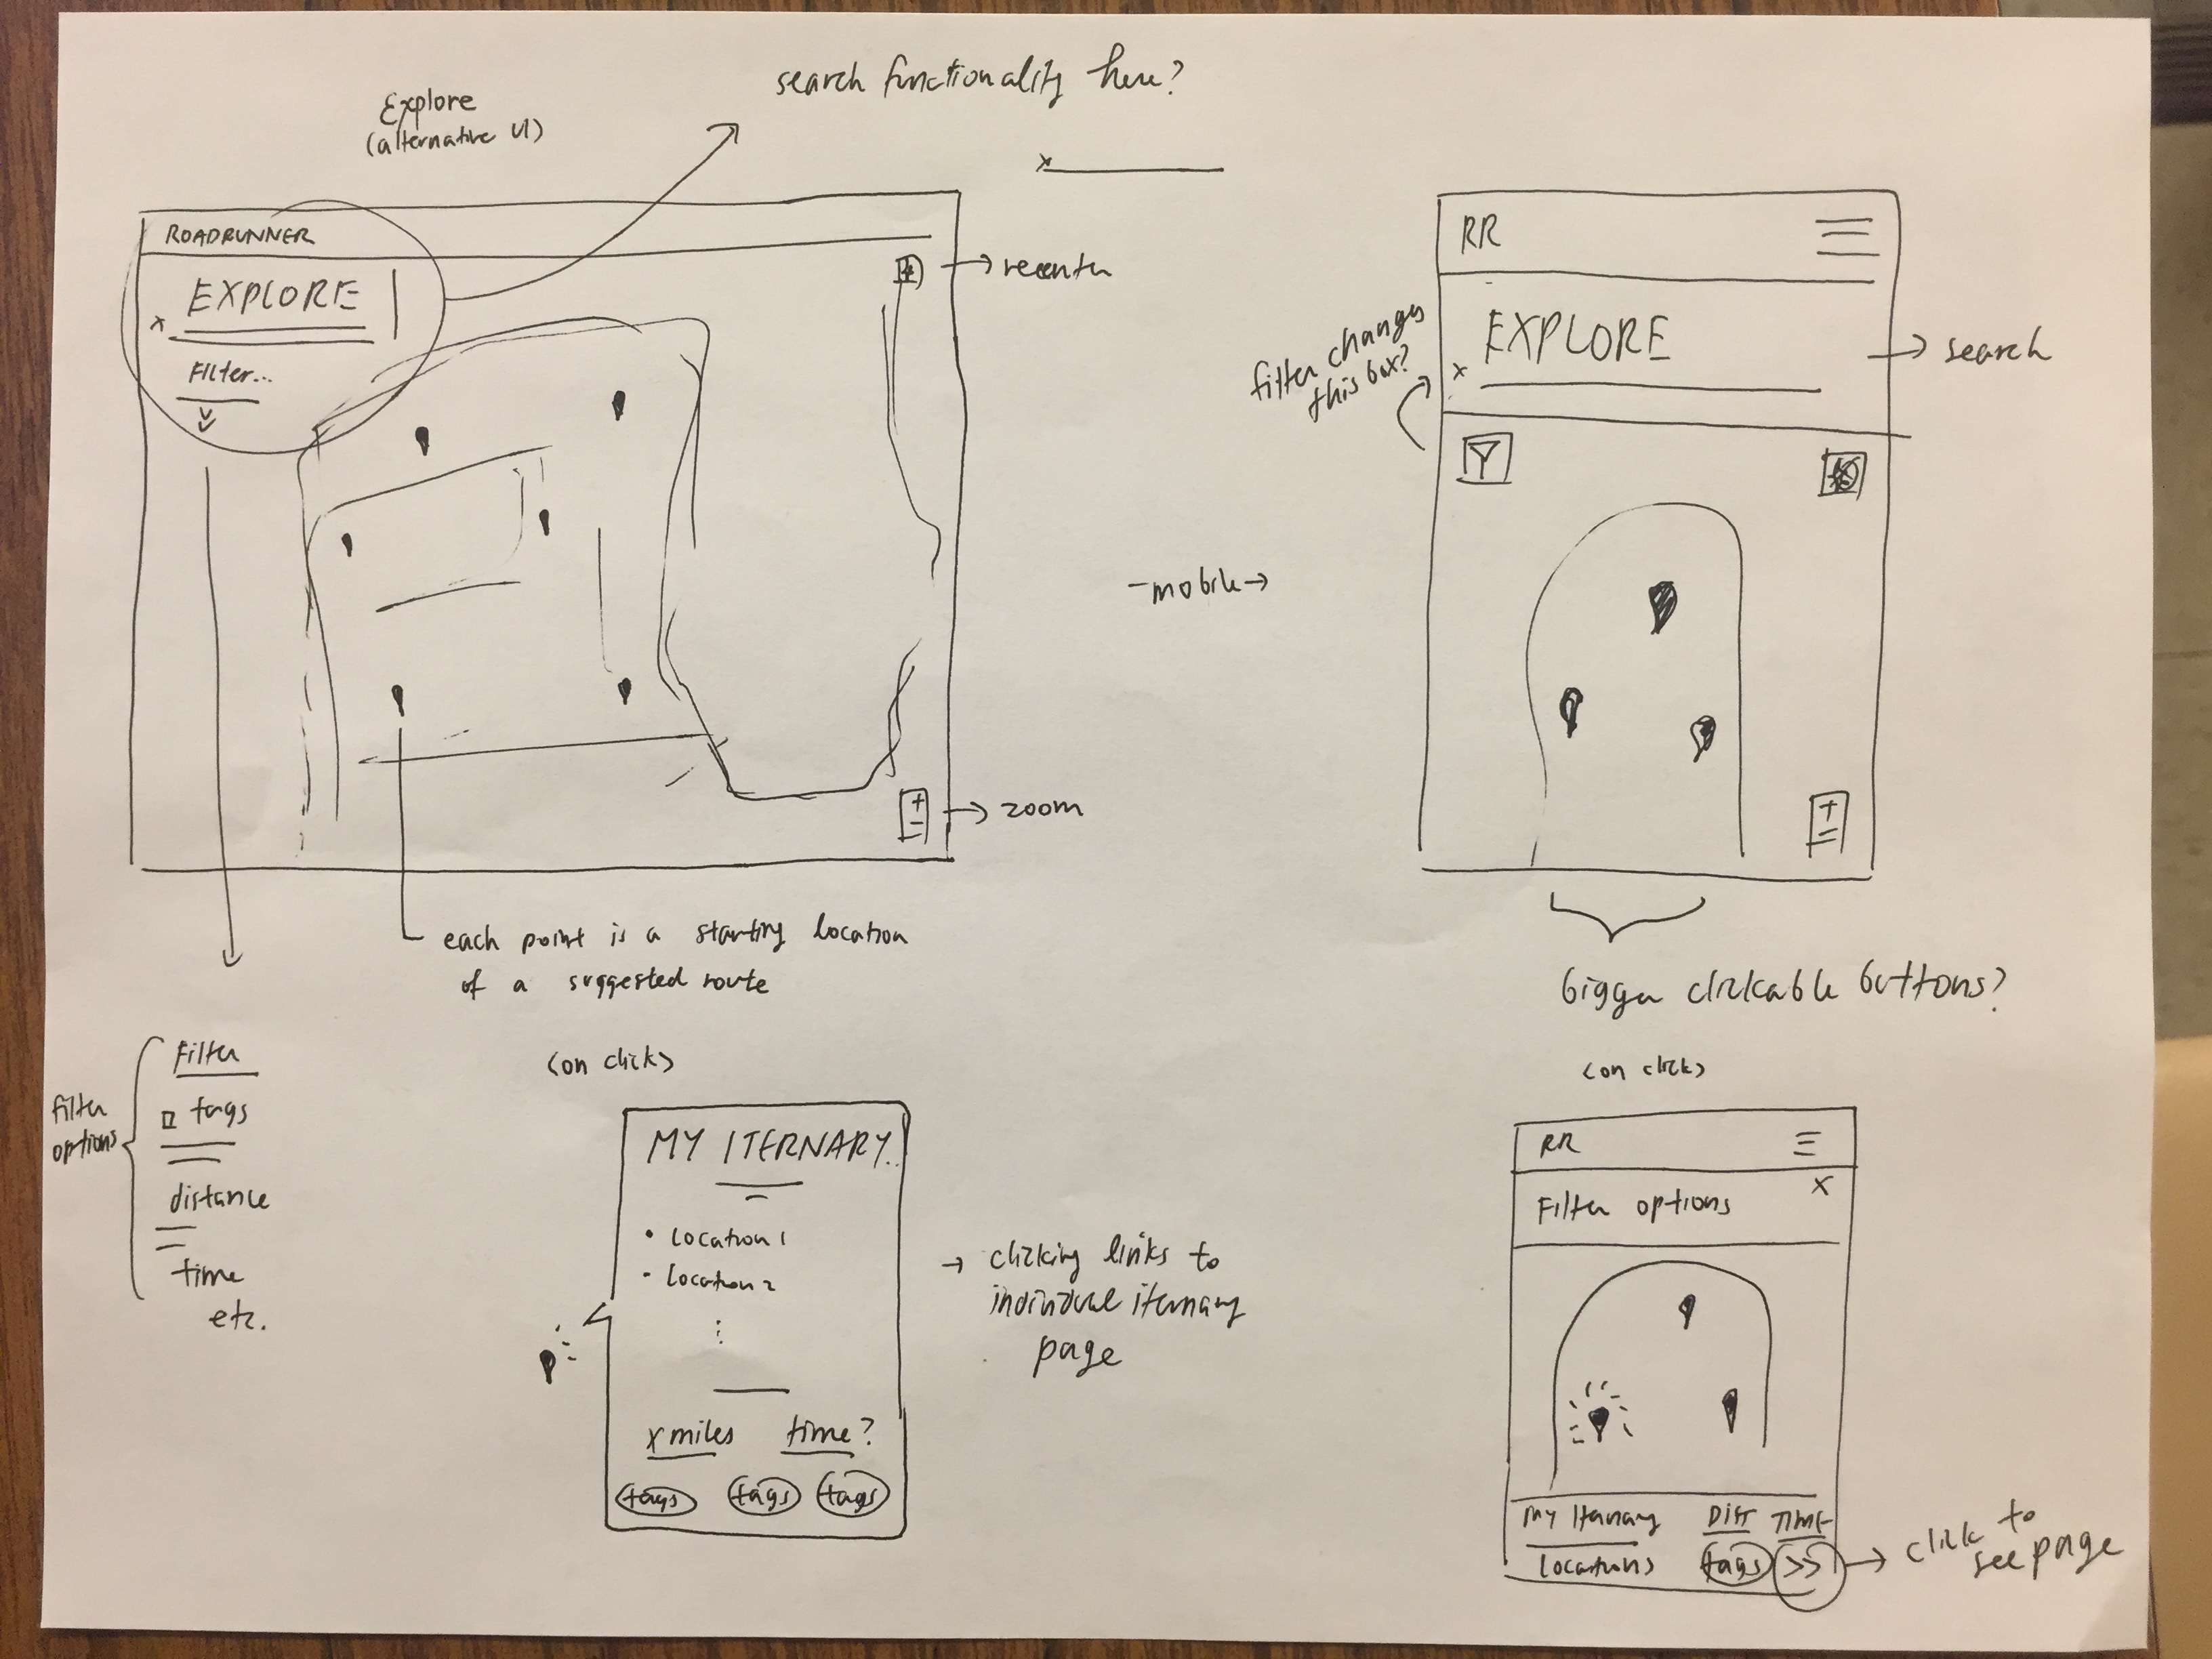 search functionality here?
Explore
(alternative UI)
x
ROADRUNNER
EXPLORE
x
Filter...
recenter
zoom
each point is a starting location
of a suggested route
- mobile →
RR
EXPLORE
x
search
filter changes
this box?
+
-
+
-
bigger clickable buttons?
filter
options
Filter
tags
distance
time
etc.
(on click)
MY ITERNARY..
• Location 1
• Location 2
x miles time?
tags tags tags
→ clicking links to
individual iternary
page
(on click)
RR
X
Filter options
My Iternary DIST TIME
Locations tags >>
click to
see page